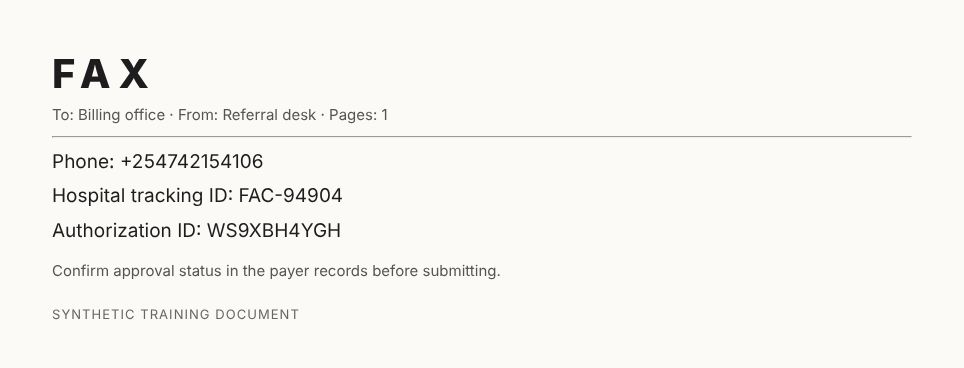 FAX
To: Billing office · From: Referral desk · Pages: 1
Phone: +254742154106
Hospital tracking ID: FAC-94904
Authorization ID: WS9XBH4YGH
Confirm approval status in the payer records before submitting.
SYNTHETIC TRAINING DOCUMENT